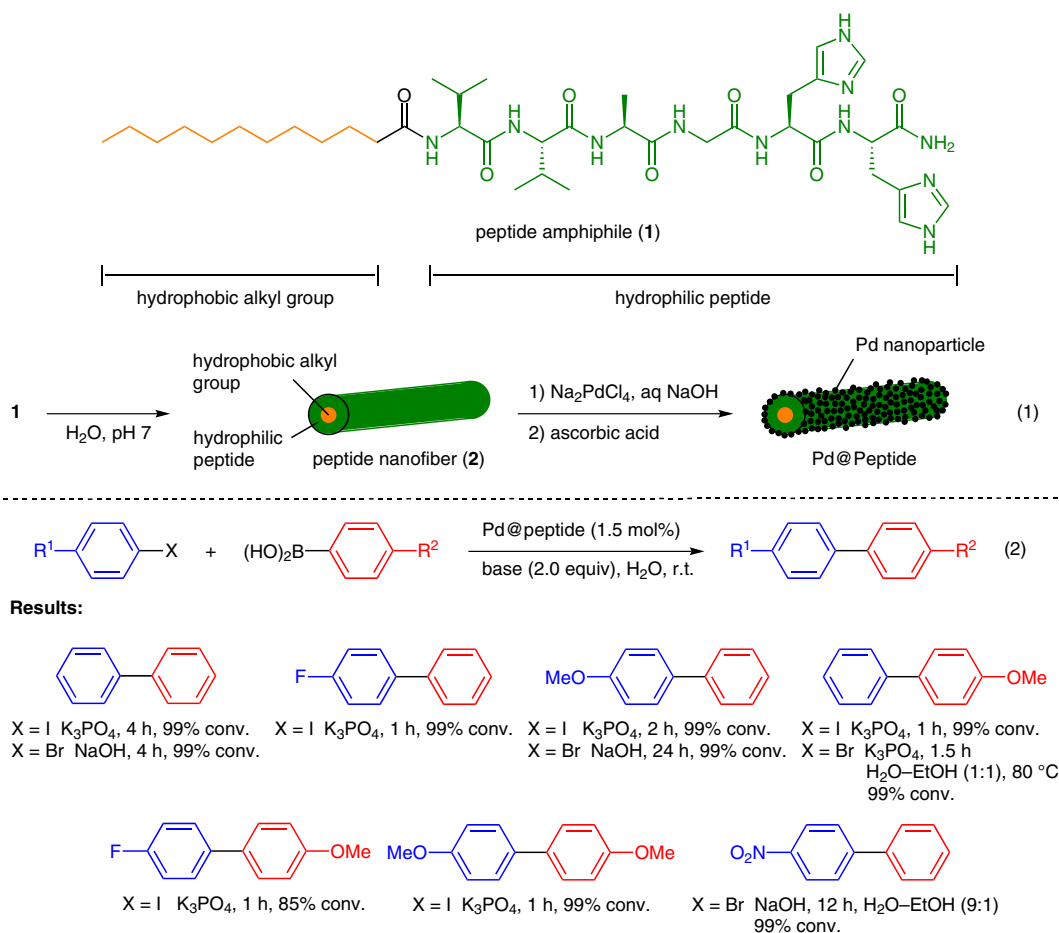 H
N
N
O
O
O
O
O
O
O
N
H
H
N
N
H
H
N
N
H
H
N
NH₂
N
N
H
peptide amphiphile (1)
hydrophobic alkyl group
hydrophilic peptide
1
H₂O, pH 7
hydrophobic alkyl
group
hydrophilic
peptide
peptide nanofiber (2)
1) Na₂PdCl₄, aq NaOH
2) ascorbic acid
Pd nanoparticle
Pd@Peptide
(1)
R¹
X
+
(HO)₂B
R²
Pd@peptide (1.5 mol%)
base (2.0 equiv), H₂O, r.t.
R¹
R²
(2)
Results:
X = I K₃PO₄, 4 h, 99% conv.
X = Br NaOH, 4 h, 99% conv.
F
X = I K₃PO₄, 1 h, 99% conv.
MeO
X = I K₃PO₄, 2 h, 99% conv.
X = Br NaOH, 24 h, 99% conv.
OMe
X = I K₃PO₄, 1 h, 99% conv.
X = Br K₃PO₄, 1.5 h
H₂O–EtOH (1:1), 80 °C
99% conv.
F
OMe
X = I K₃PO₄, 1 h, 85% conv.
MeO
OMe
X = I K₃PO₄, 1 h, 99% conv.
O₂N
X = Br NaOH, 12 h, H₂O–EtOH (9:1)
99% conv.